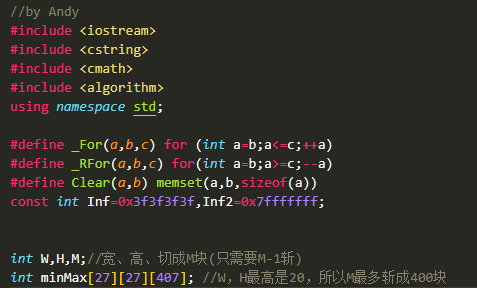 //by Andy
#include <iostream>
#include <cstring>
#include <cmath>
#include <algorithm>
using namespace std;
#define _For(a,b,c) for (int a=b;a<=c;++a)
#define _RFor(a,b,c) for(int a=b;a>=c;--a)
#define Clear(a,b) memset(a,b,sizeof(a))
const int Inf=0x3f3f3f3f,Inf2=0x7fffffff;
int W,H,M;//宽、高、切成M块(只需要M-1斩)
int minMax[27][27][407]; //W，H最高是20，所以M最多斩成400块